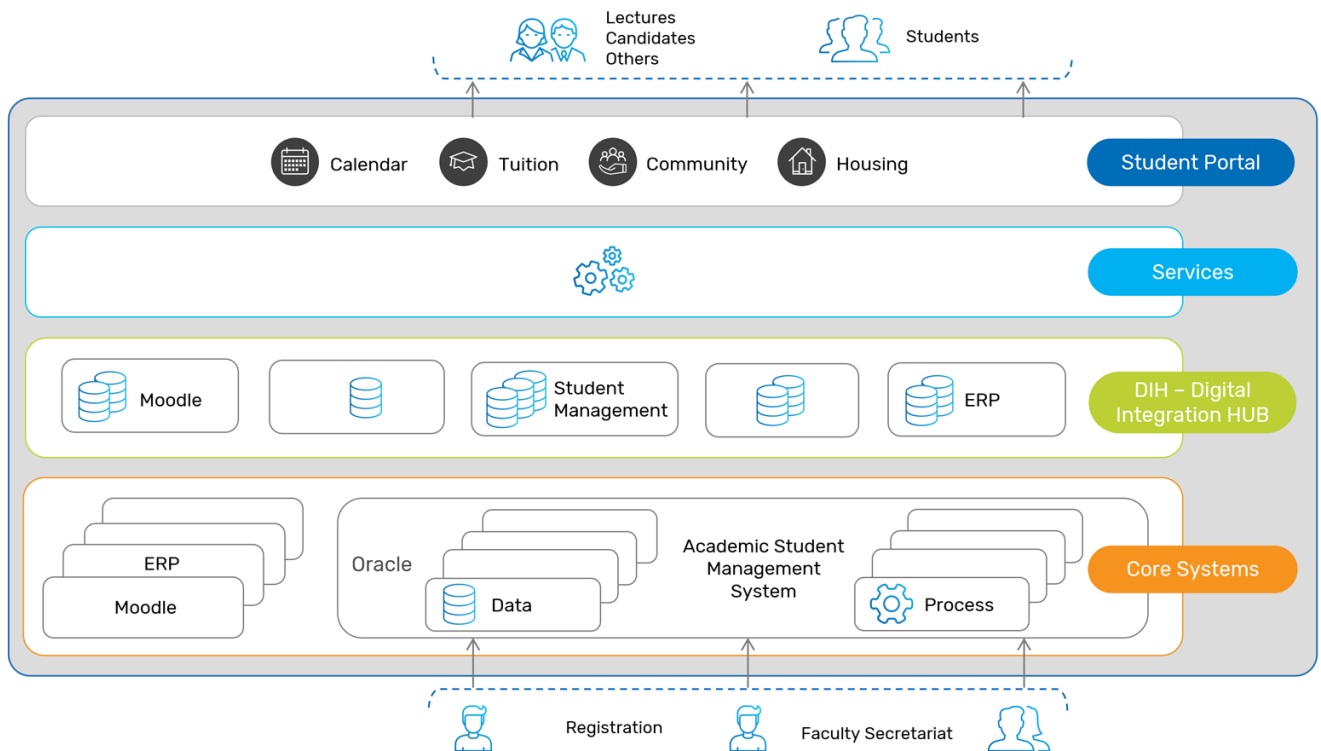 Lectures
Candidates
Others
Students
Calendar
Tuition
Community
Housing
Student Portal
Services
Moodle
Student
Management
ERP
DIH – Digital
Integration HUB
ERP
Moodle
Oracle
Data
Academic Student
Management
System
Process
Core Systems
Registration
Faculty Secretariat